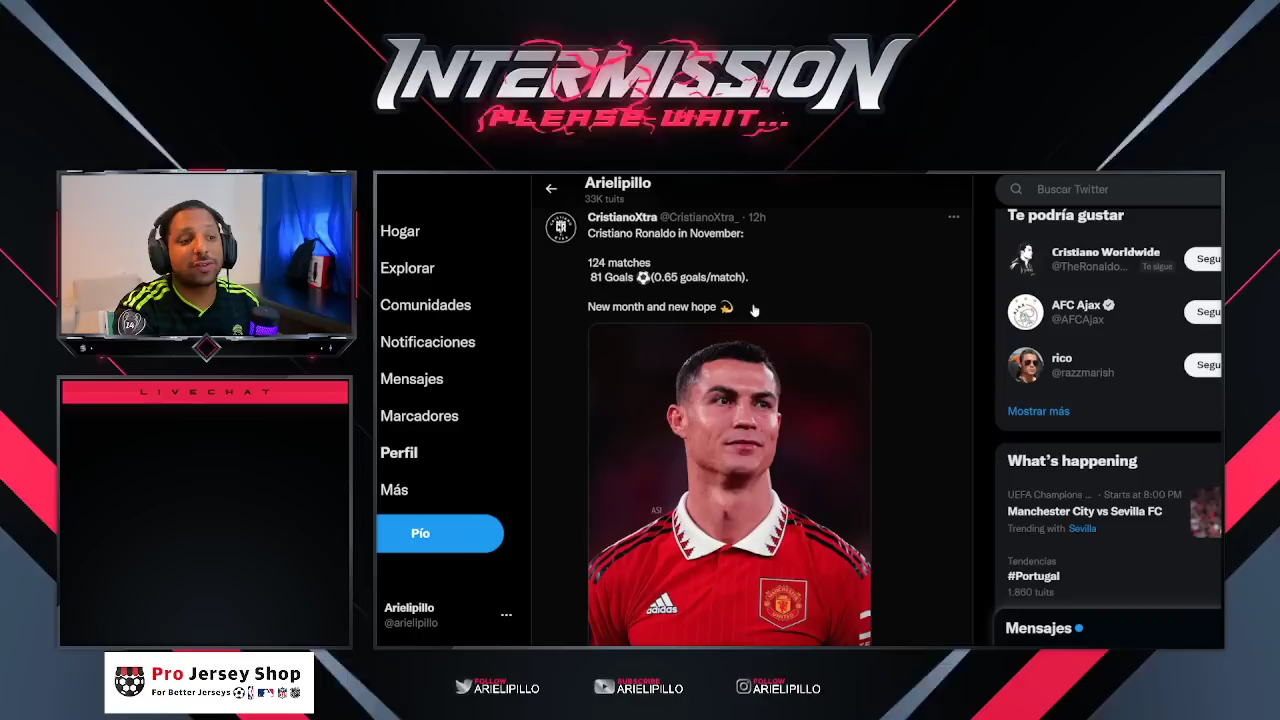 INTERMISSION
PLEASE WAIT...
Arielipillo
33K tuits
CristianoXtra @CristianoXtra_ · 12h
Cristiano Ronaldo in November:
124 matches
81 Goals ⚽(0.65 goals/match).
New month and new hope 💫
Hogar
Explorar
Comunidades
Notificaciones
Mensajes
Marcadores
Perfil
Más
Pío
Arielipillo
@arielipillo
Buscar Twitter
Te podría gustar
Cristiano Worldwide
@TheRonaldo... Te sigue
Segu
AFC Ajax
@AFCAjax
Segu
rico
@razzmarish
Segu
Mostrar más
What's happening
UEFA Champions ... · Starts at 8:00 PM
Manchester City vs Sevilla FC
Trending with Sevilla
Tendencias
#Portugal
1.860 tuits
Mensajes
LIVECHAT
14
adidas
ASI
Pro Jersey Shop
For Better Jerseys
FOLLOW
ARIELIPILLO
SUBSCRIBE
ARIELIPILLO
FOLLOW
ARIELIPILLO